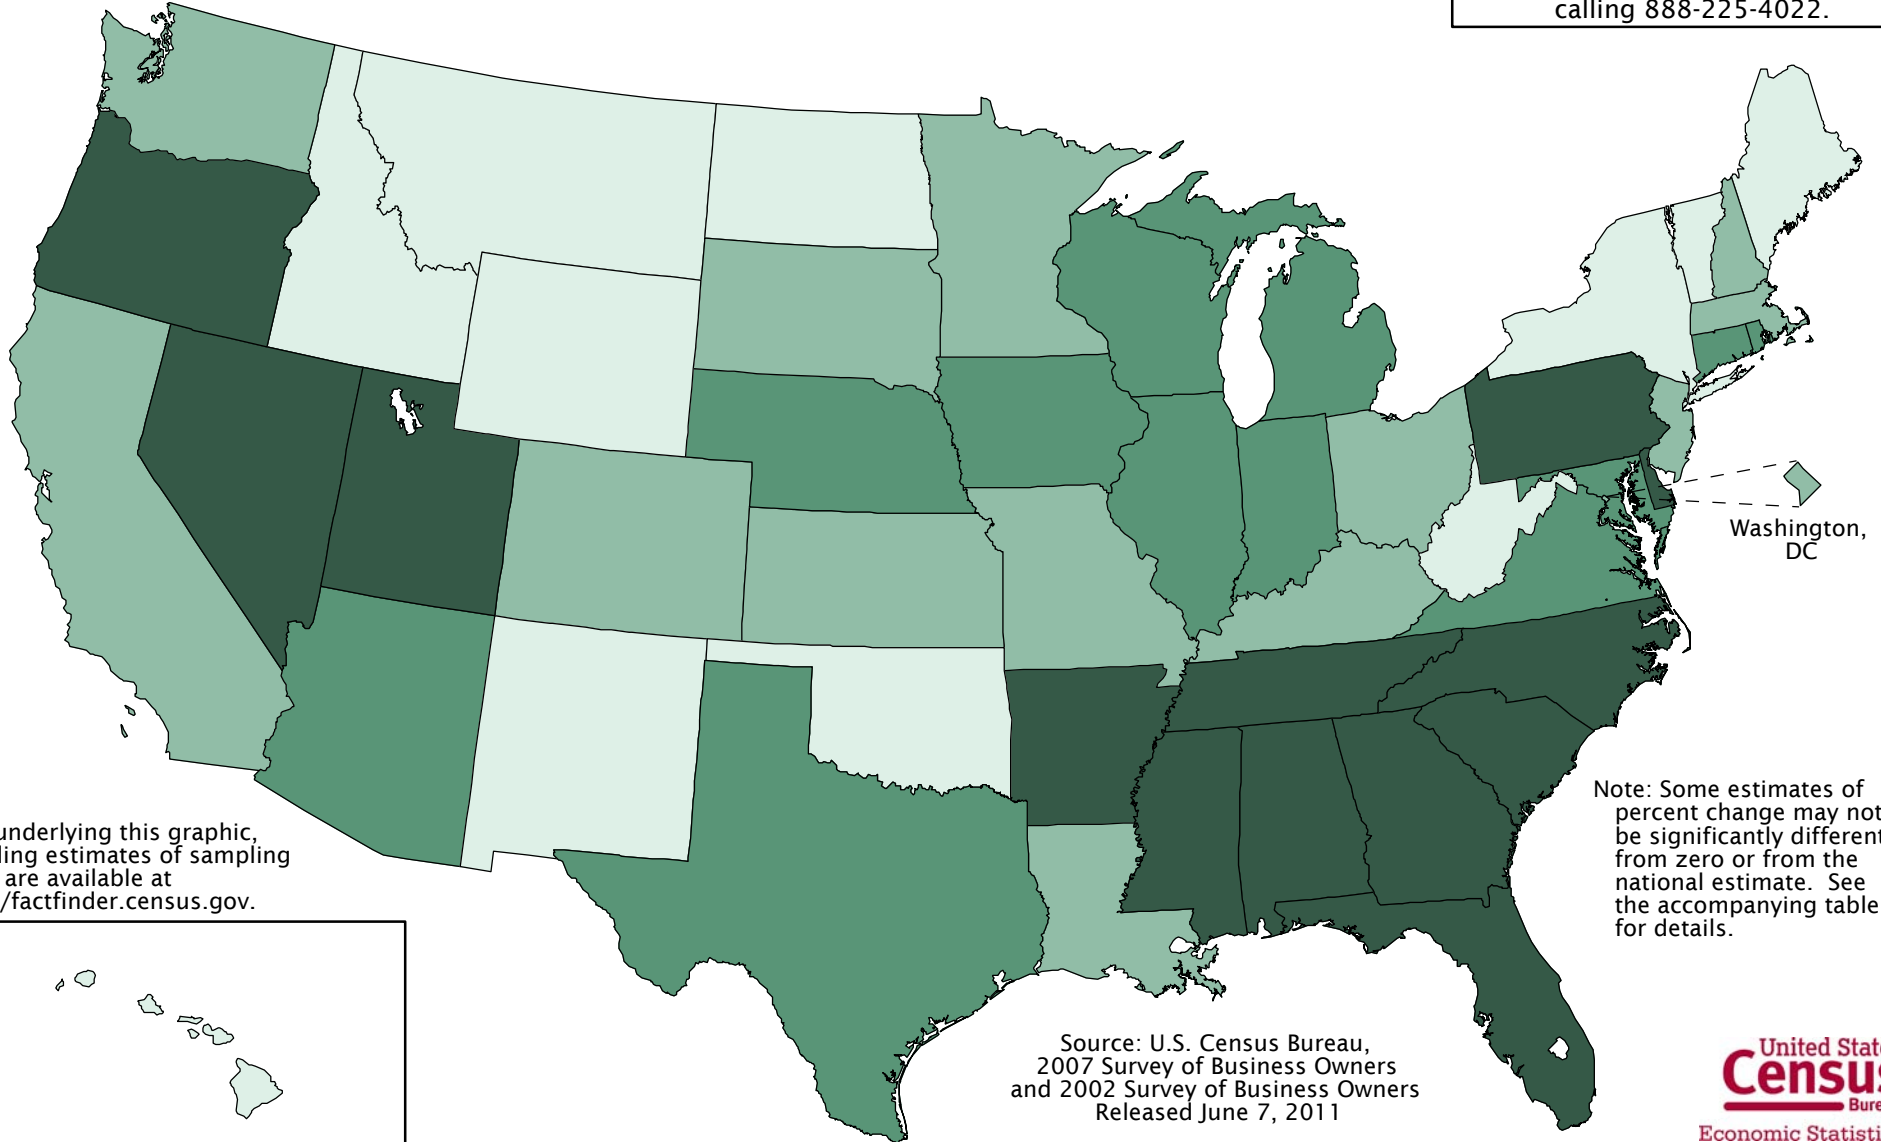 calling 888-225-4022.
Washington,
DC
Note: Some estimates of
percent change may not
be significantly different
from zero or from the
national estimate.  See
the accompanying table
for details.
underlying this graphic,
ling estimates of sampling
are available at
/factfinder.census.gov.
Source: U.S. Census Bureau,
2007 Survey of Business Owners
and 2002 Survey of Business Owners
Released June 7, 2011
United State
Census
Bure
Economic Statisti